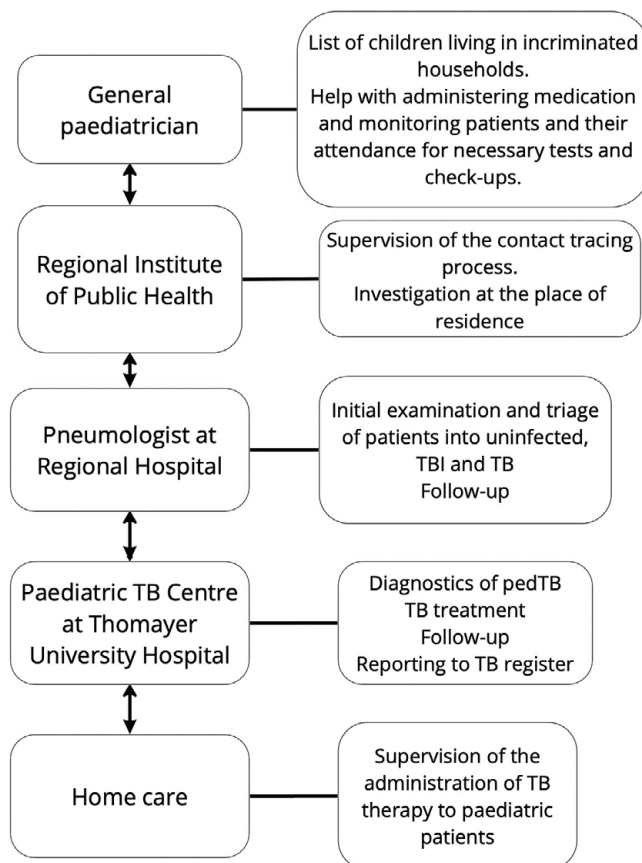 General
paediatrician
List of children living in incriminated
households.
Help with administering medication
and monitoring patients and their
attendance for necessary tests and
check-ups.
Regional Institute
of Public Health
Supervision of the contact tracing
process.
Investigation at the place of
residence
Pneumologist at
Regional Hospital
Initial examination and triage
of patients into uninfected,
TBI and TB
Follow-up
Paediatric TB Centre
at Thomayer
University Hospital
Diagnostics of pedTB
TB treatment
Follow-up
Reporting to TB register
Home care
Supervision of the
administration of TB
therapy to paediatric
patients